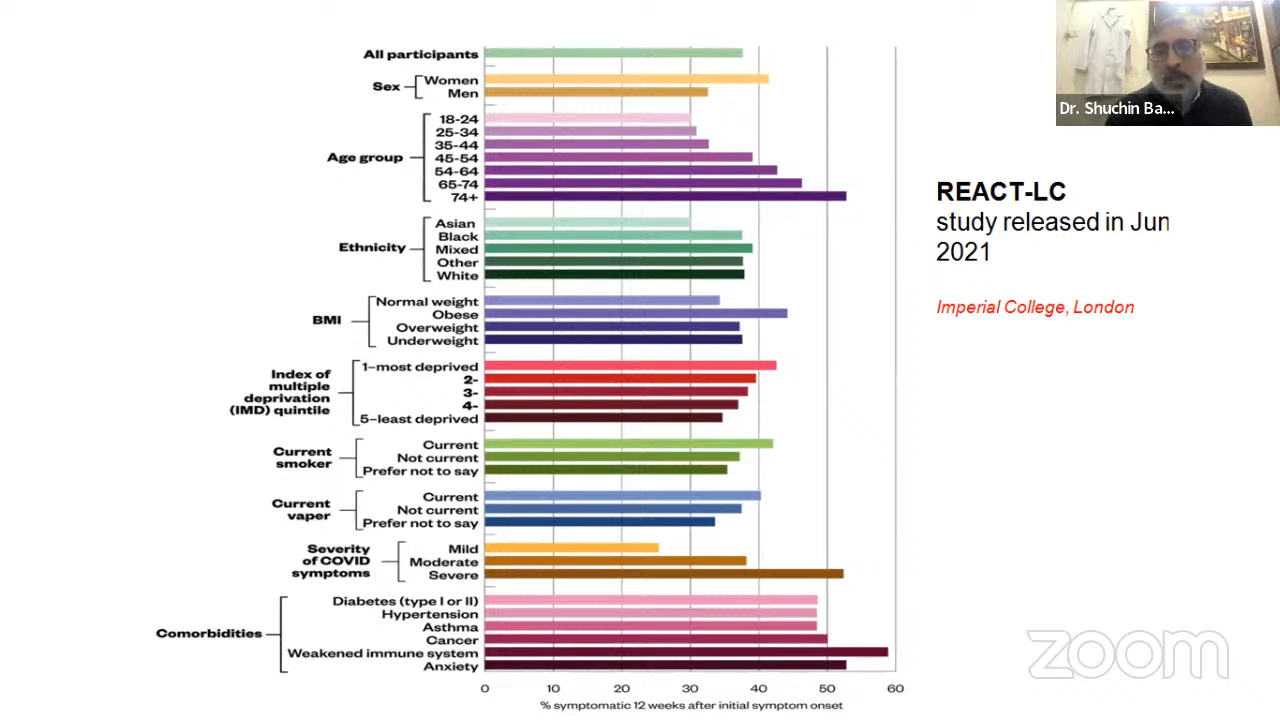 All participants
Sex
Women
Men
Age group
18-24
25-34
35-44
45-54
54-64
65-74
74+
Ethnicity
Asian
Black
Mixed
Other
White
BMI
Normal weight
Obese
Overweight
Underweight
Index of
multiple
deprivation
(IMD) quintile
1–most deprived
2-
3-
4-
5–least deprived
Current
smoker
Current
Not current
Prefer not to say
Current
vaper
Current
Not current
Prefer not to say
Severity
of COVID
symptoms
Mild
Moderate
Severe
Comorbidities
Diabetes (type I or II)
Hypertension
Asthma
Cancer
Weakened immune system
Anxiety
0 10 20 30 40 50 60
% symptomatic 12 weeks after initial symptom onset
Dr. Shuchin Ba...
REACT-LC
study released in Jun
2021
Imperial College, London
zoom